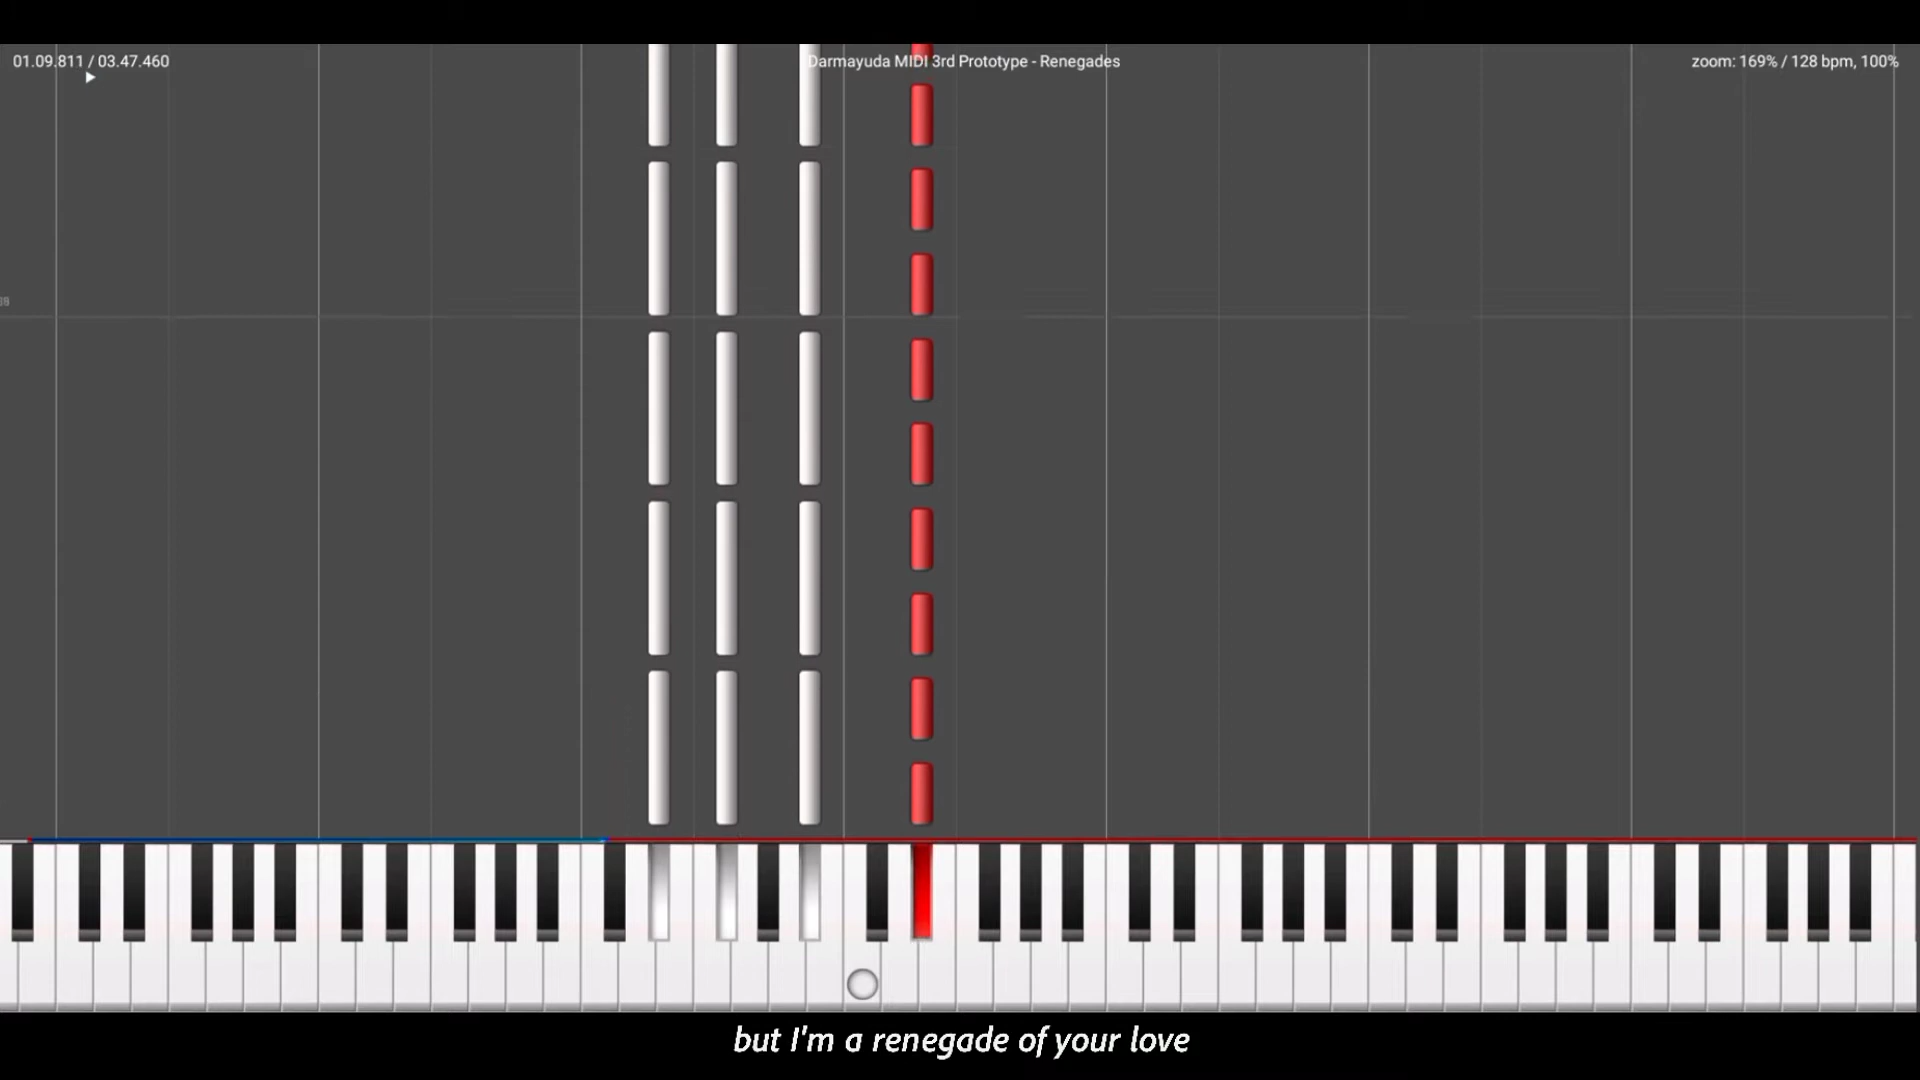 01.09.811 / 03.47.460
Darmayuda MIDI 3rd Prototype - Renegades
zoom: 169% / 128 bpm, 100%
but I'm a renegade of your love